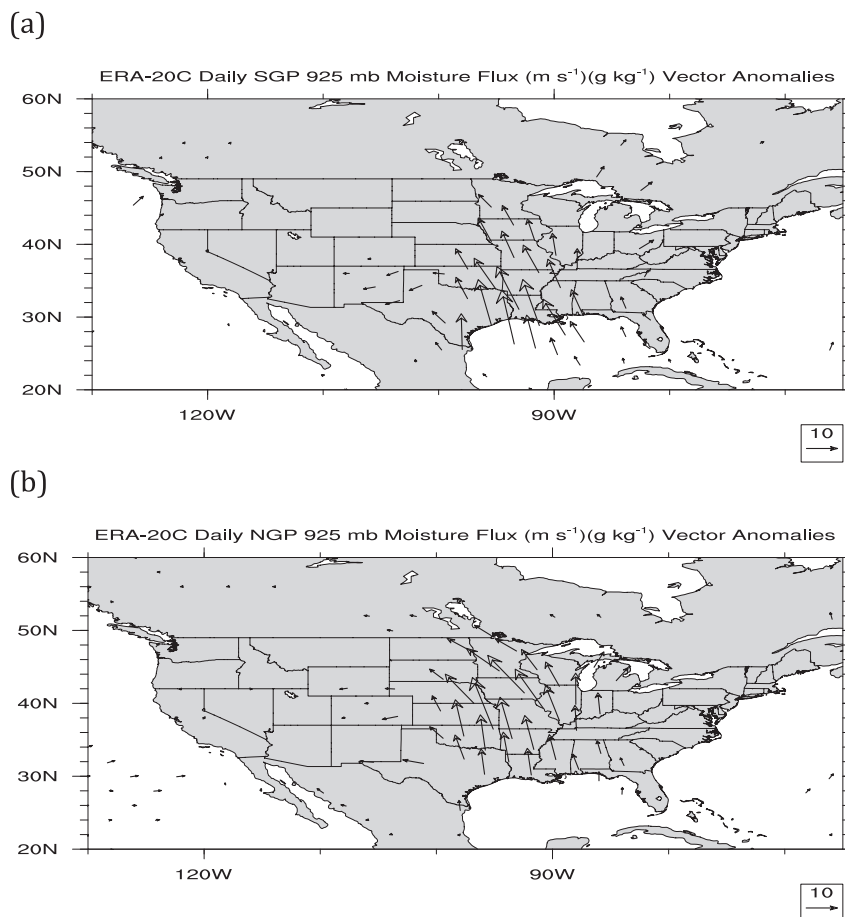 (a)
ERA-20C Daily SGP 925 mb Moisture Flux (m s⁻¹)(g kg⁻¹) Vector Anomalies
60N
50N
40N
30N
20N
120W 90W
10
(b)
ERA-20C Daily NGP 925 mb Moisture Flux (m s⁻¹)(g kg⁻¹) Vector Anomalies
60N
50N
40N
30N
20N
120W 90W
10